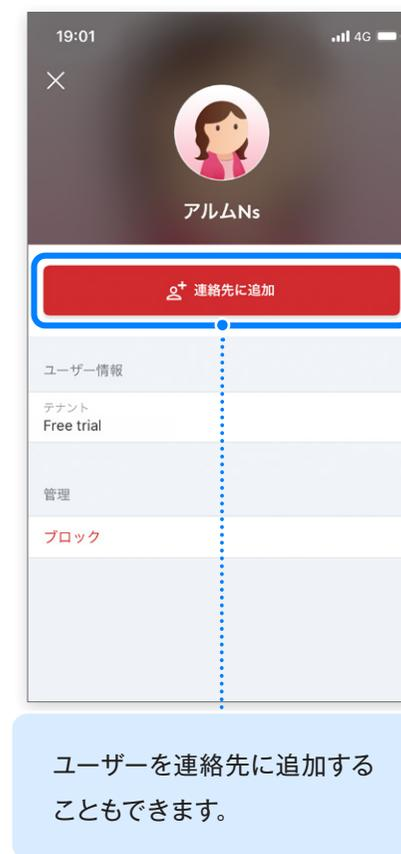 19:01
4G
アルムNs
連絡先に追加
ユーザー情報
テナント
Free trial
管理
ブロック
ユーザーを連絡先に追加する
こともできます。